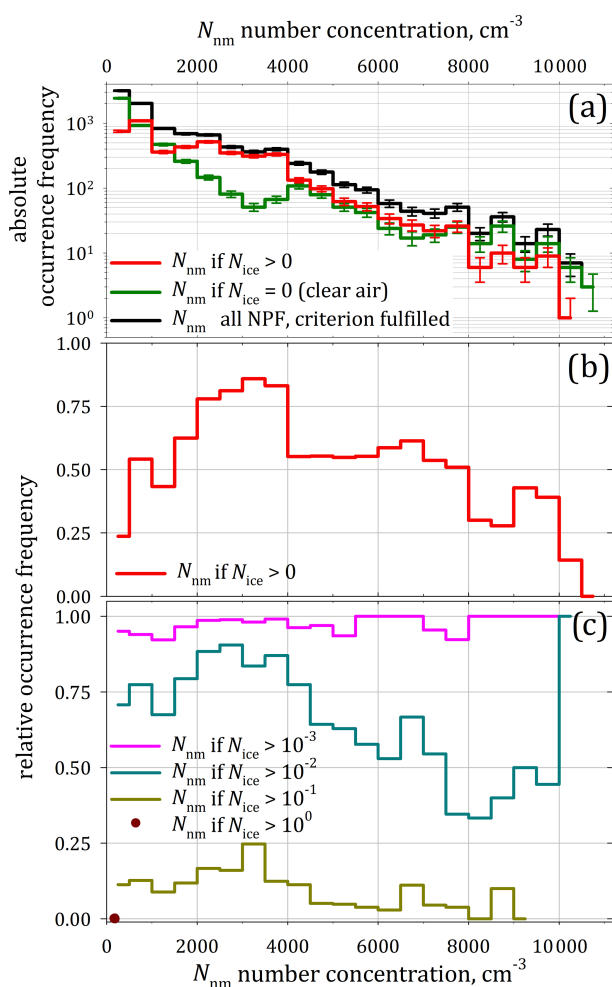 N_nm number concentration, cm^-3
0 2000 4000 6000 8000 10000
(a)
absolute
occurrence frequency
10^3
10^2
10^1
10^0
N_nm if N_ice > 0
N_nm if N_ice = 0 (clear air)
N_nm all NPF, criterion fulfilled
(b)
1.00
0.75
0.50
0.25
0.00
N_nm if N_ice > 0
relative occurrence frequency
(c)
1.00
0.75
0.50
0.25
0.00
N_nm if N_ice > 10^-3
N_nm if N_ice > 10^-2
N_nm if N_ice > 10^-1
N_nm if N_ice > 10^0
0 2000 4000 6000 8000 10000
N_nm number concentration, cm^-3